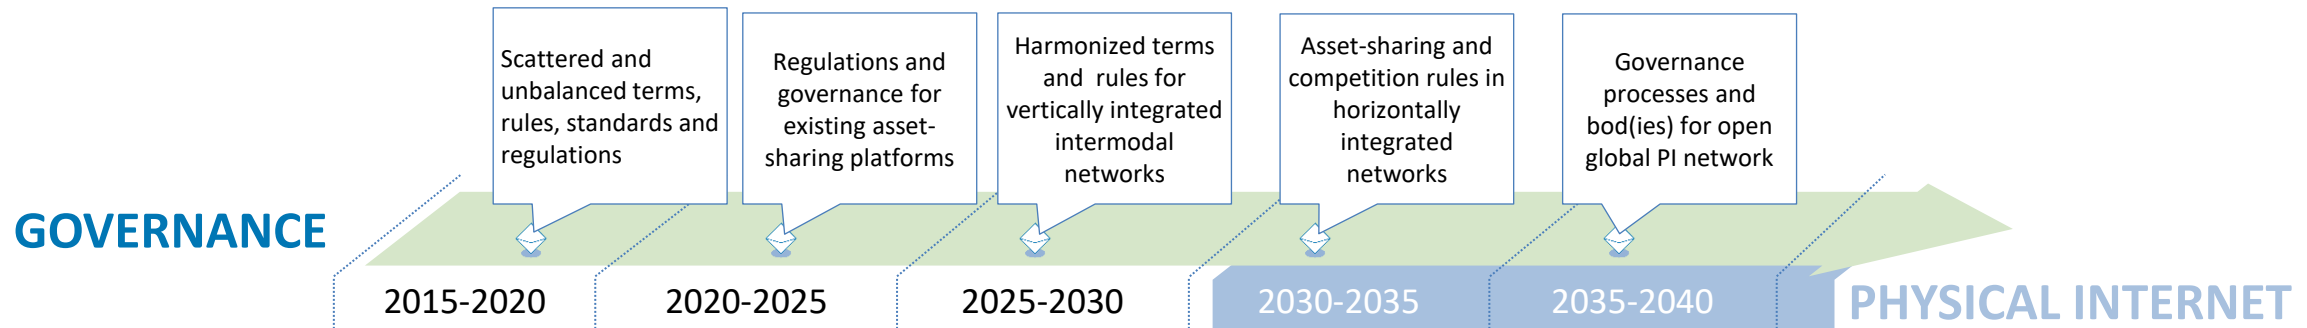 Scattered and
unbalanced terms,
rules, standards and
regulations
Regulations and
governance for
existing asset-
sharing platforms
Harmonized terms
and rules for
vertically integrated
intermodal
networks
Asset-sharing and
competition rules in
horizontally
integrated
networks
Governance
processes and
bod(ies) for open
global PI network
GOVERNANCE
2015-2020
2020-2025
2025-2030
2030-2035
2035-2040
PHYSICAL INTERNET